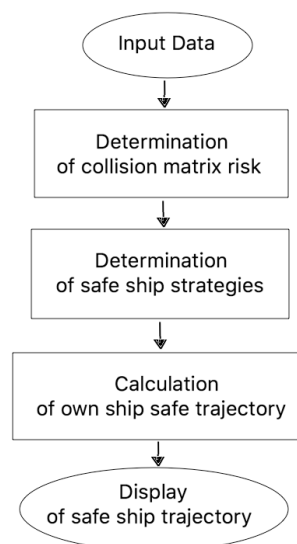 Input Data
Determination
of collision matrix risk
Determination
of safe ship strategies
Calculation
of own ship safe trajectory
Display
of safe ship trajectory